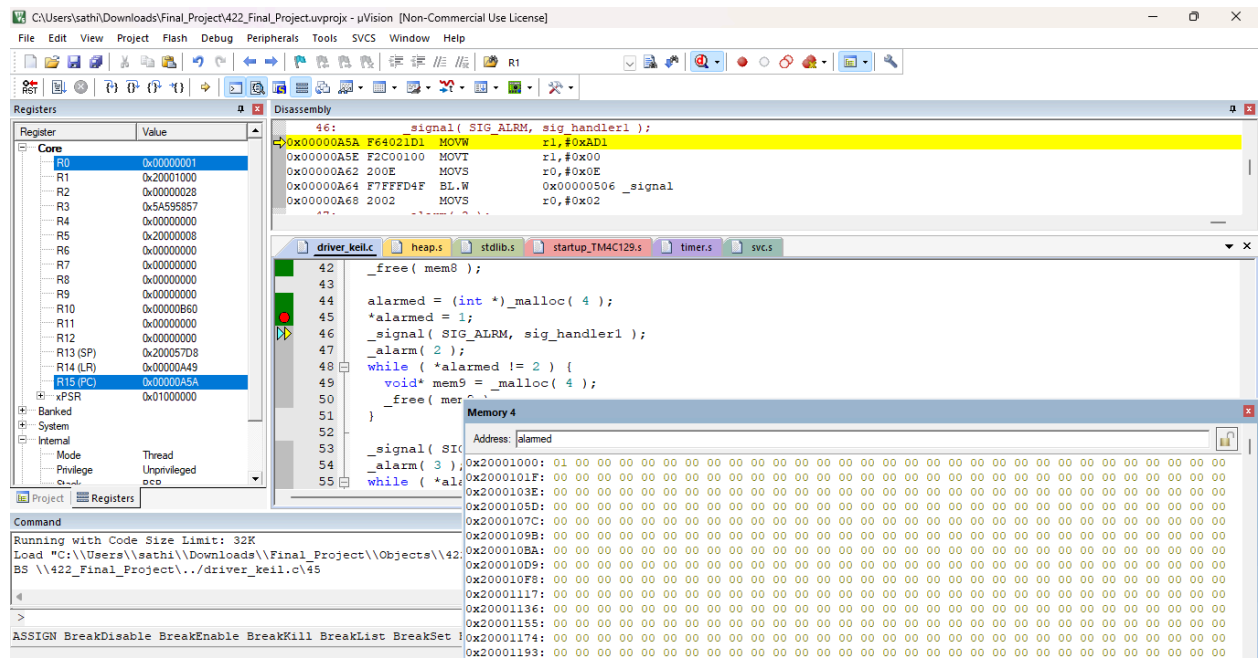 C:\Users\sathi\Downloads\Final_Project\422_Final_Project.uvprojx - µVision [Non-Commercial Use License]
File Edit View Project Flash Debug Peripherals Tools SVCS Window Help
R1
RST
Registers
Register Value
Core
R0 0x00000001
R1 0x20001000
R2 0x00000028
R3 0x5A595857
R4 0x00000000
R5 0x20000008
R6 0x00000000
R7 0x00000000
R8 0x00000000
R9 0x00000000
R10 0x00000B60
R11 0x00000000
R12 0x00000000
R13 (SP) 0x200057D8
R14 (LR) 0x00000A49
R15 (PC) 0x00000A5A
xPSR 0x01000000
Banked
System
Internal
Mode Thread
Privilege Unprivileged
Stack PSP
Project Registers
Disassembly
46: _signal( SIG_ALRM, sig_handler1 );
0x00000A5A F64021D1 MOVW r1,#0xAD1
0x00000A5E F2C00100 MOVT r1,#0x00
0x00000A62 200E MOVS r0,#0x0E
0x00000A64 F7FFFD4F BL.W 0x00000506 _signal
0x00000A68 2002 MOVS r0,#0x02
47: _alarm( 2 );
driver_keil.c heap.s stdlib.s startup_TM4C129.s timer.s svc.s
42 _free( mem8 );
43
44 alarmed = (int *)_malloc( 4 );
45 *alarmed = 1;
46 _signal( SIG_ALRM, sig_handler1 );
47 _alarm( 2 );
48 while ( *alarmed != 2 ) {
49 void* mem9 = _malloc( 4 );
50 _free( mem9
51 }
52
53 _signal( SIG
54 _alarm( 3 );
55 while ( *ala
Command
Running with Code Size Limit: 32K
Load "C:\\Users\\sathi\\Downloads\\Final_Project\\Objects\\42
BS \\422_Final_Project\../driver_keil.c\45
>
ASSIGN BreakDisable BreakEnable BreakKill BreakList BreakSet
Memory 4
Address: alarmed
0x20001000: 01 00 00 00 00 00 00 00 00 00 00 00 00 00 00 00 00 00 00 00 00 00 00 00 00 00 00 00 00 00 00
0x2000101F: 00 00 00 00 00 00 00 00 00 00 00 00 00 00 00 00 00 00 00 00 00 00 00 00 00 00 00 00 00 00 00
0x2000103E: 00 00 00 00 00 00 00 00 00 00 00 00 00 00 00 00 00 00 00 00 00 00 00 00 00 00 00 00 00 00 00
0x2000105D: 00 00 00 00 00 00 00 00 00 00 00 00 00 00 00 00 00 00 00 00 00 00 00 00 00 00 00 00 00 00 00
0x2000107C: 00 00 00 00 00 00 00 00 00 00 00 00 00 00 00 00 00 00 00 00 00 00 00 00 00 00 00 00 00 00 00
0x2000109B: 00 00 00 00 00 00 00 00 00 00 00 00 00 00 00 00 00 00 00 00 00 00 00 00 00 00 00 00 00 00 00
0x200010BA: 00 00 00 00 00 00 00 00 00 00 00 00 00 00 00 00 00 00 00 00 00 00 00 00 00 00 00 00 00 00 00
0x200010D9: 00 00 00 00 00 00 00 00 00 00 00 00 00 00 00 00 00 00 00 00 00 00 00 00 00 00 00 00 00 00 00
0x200010F8: 00 00 00 00 00 00 00 00 00 00 00 00 00 00 00 00 00 00 00 00 00 00 00 00 00 00 00 00 00 00 00
0x20001117: 00 00 00 00 00 00 00 00 00 00 00 00 00 00 00 00 00 00 00 00 00 00 00 00 00 00 00 00 00 00 00
0x20001136: 00 00 00 00 00 00 00 00 00 00 00 00 00 00 00 00 00 00 00 00 00 00 00 00 00 00 00 00 00 00 00
0x20001155: 00 00 00 00 00 00 00 00 00 00 00 00 00 00 00 00 00 00 00 00 00 00 00 00 00 00 00 00 00 00 00
0x20001174: 00 00 00 00 00 00 00 00 00 00 00 00 00 00 00 00 00 00 00 00 00 00 00 00 00 00 00 00 00 00 00
0x20001193: 00 00 00 00 00 00 00 00 00 00 00 00 00 00 00 00 00 00 00 00 00 00 00 00 00 00 00 00 00 00 00